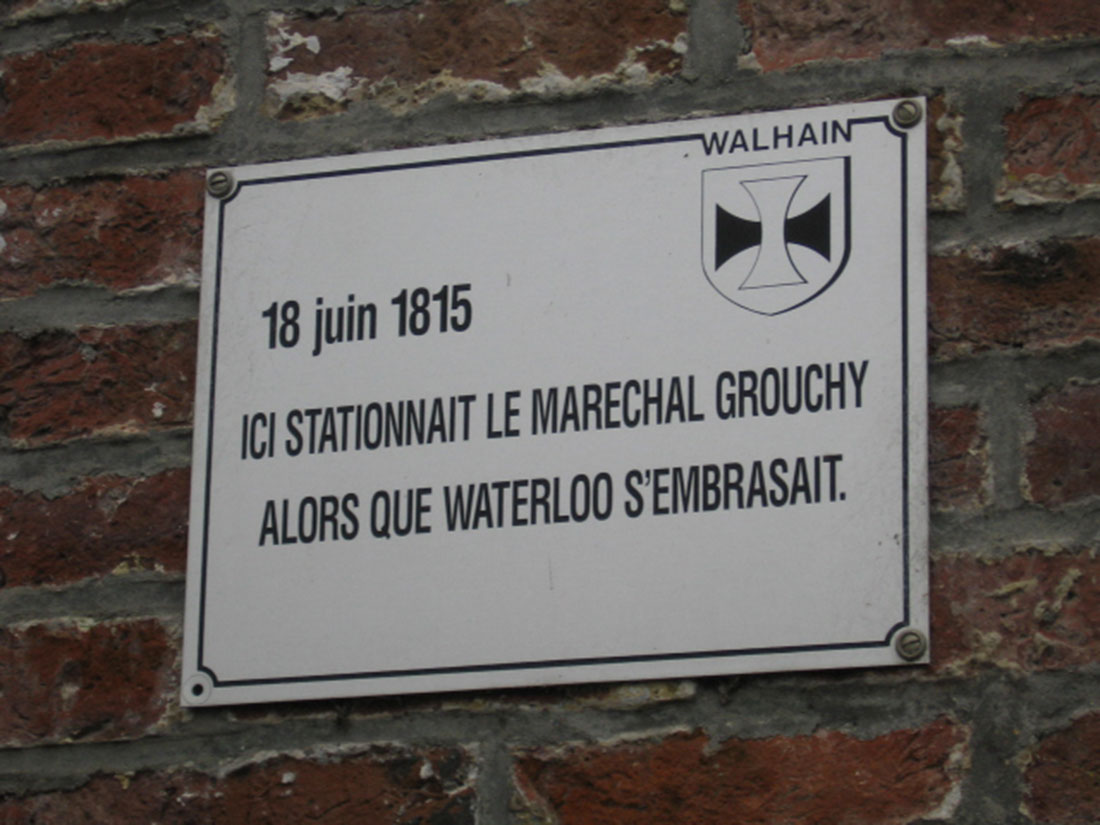 WALHAIN
18 juin 1815
ICI STATIONNAIT LE MARECHAL GROUCHY
ALORS QUE WATERLOO S'EMBRASAIT.